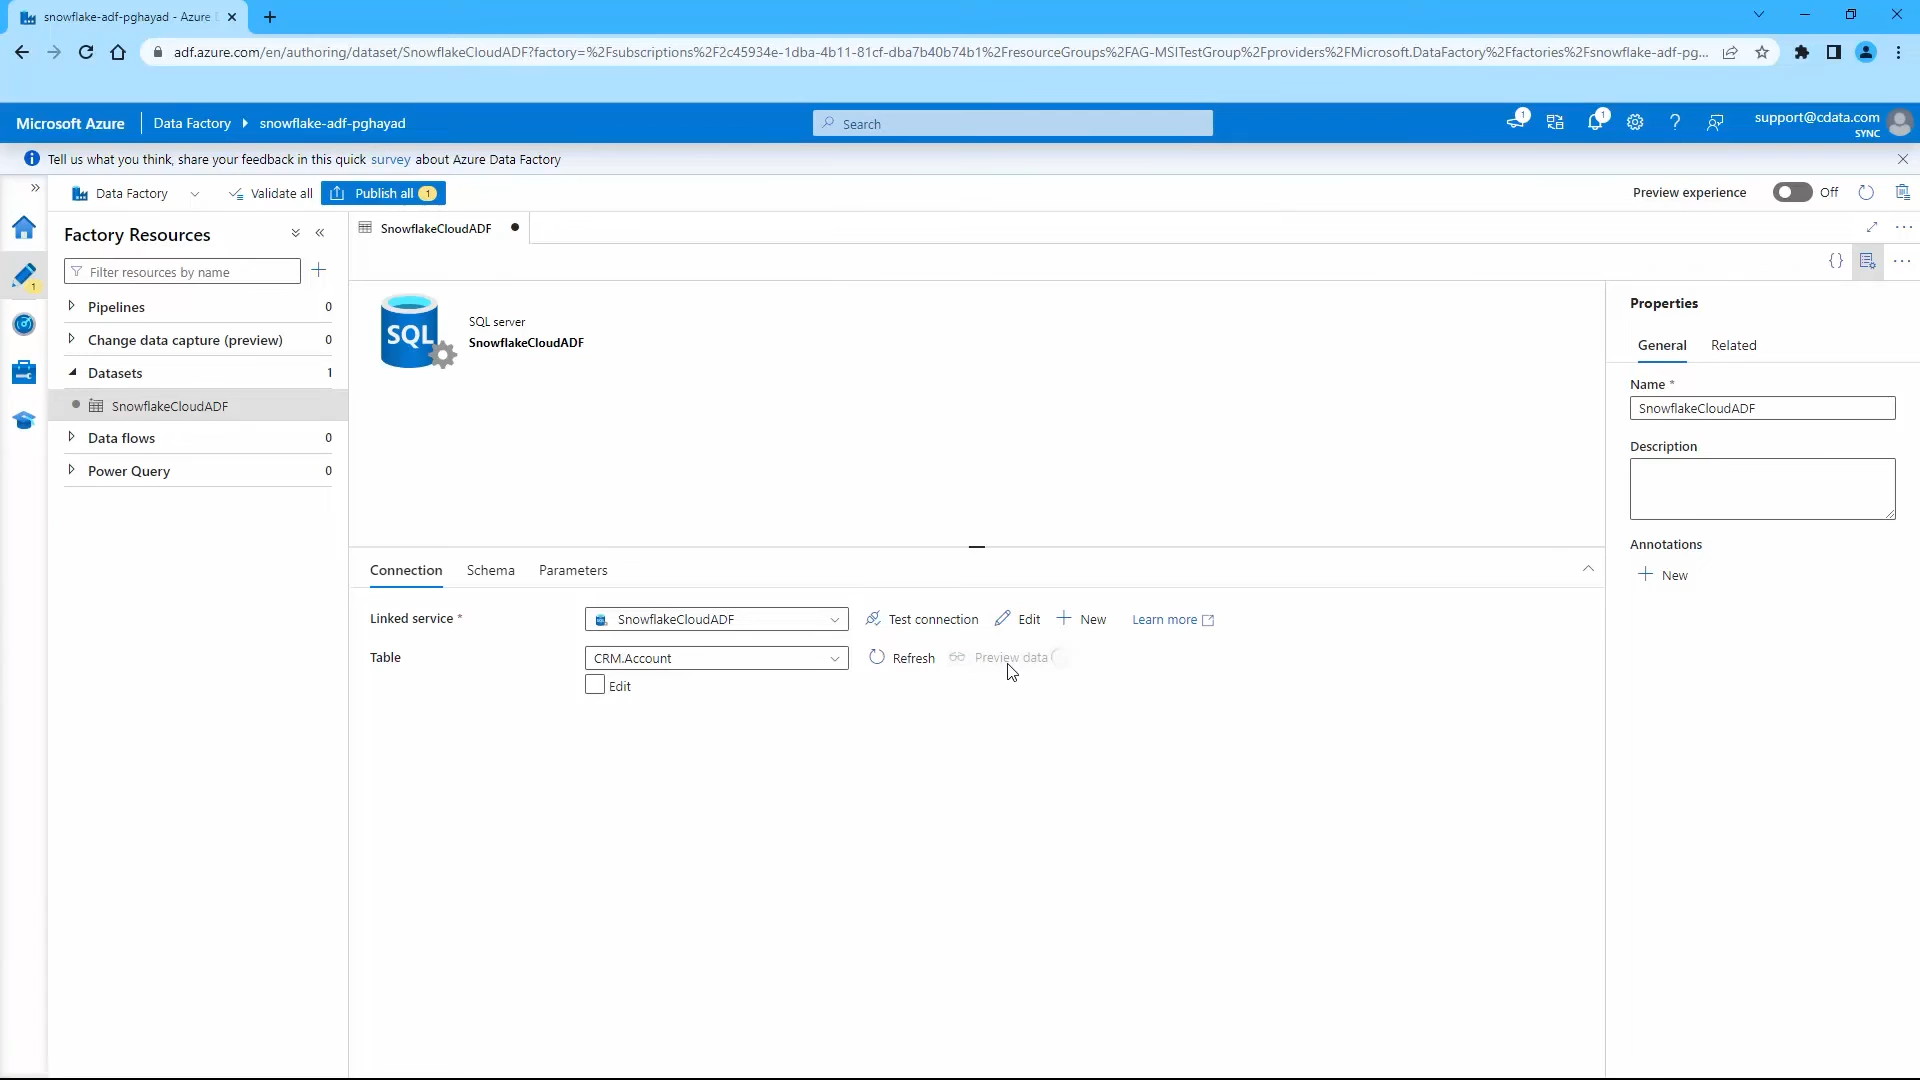 snowflake-adf-pghayad - Azure
adf.azure.com/en/authoring/dataset/SnowflakeCloudADF?factory=%2Fsubscriptions%2F2c45934e-1dba-4b11-81cf-dba7b40b74b1%2FresourceGroups%2FAG-MSITestGroup%2Fproviders%2FMicrosoft.DataFactory%2Ffactories%2Fsnowflake-adf-pg...
Microsoft Azure
Data Factory
snowflake-adf-pghayad
Search
1
1
support@cdata.com
SYNC
Tell us what you think, share your feedback in this quick survey about Azure Data Factory
Data Factory
Validate all
Publish all 1
Preview experience
Off
1
Factory Resources
Filter resources by name
Pipelines 0
Change data capture (preview) 0
Datasets 1
SnowflakeCloudADF
Data flows 0
Power Query 0
SnowflakeCloudADF
{}
SQL
SQL server
SnowflakeCloudADF
Connection
Schema
Parameters
Linked service *
SnowflakeCloudADF
Test connection
Edit
New
Learn more
Table
CRM.Account
Refresh
Preview data
Edit
Properties
General
Related
Name *
SnowflakeCloudADF
Description
Annotations
New